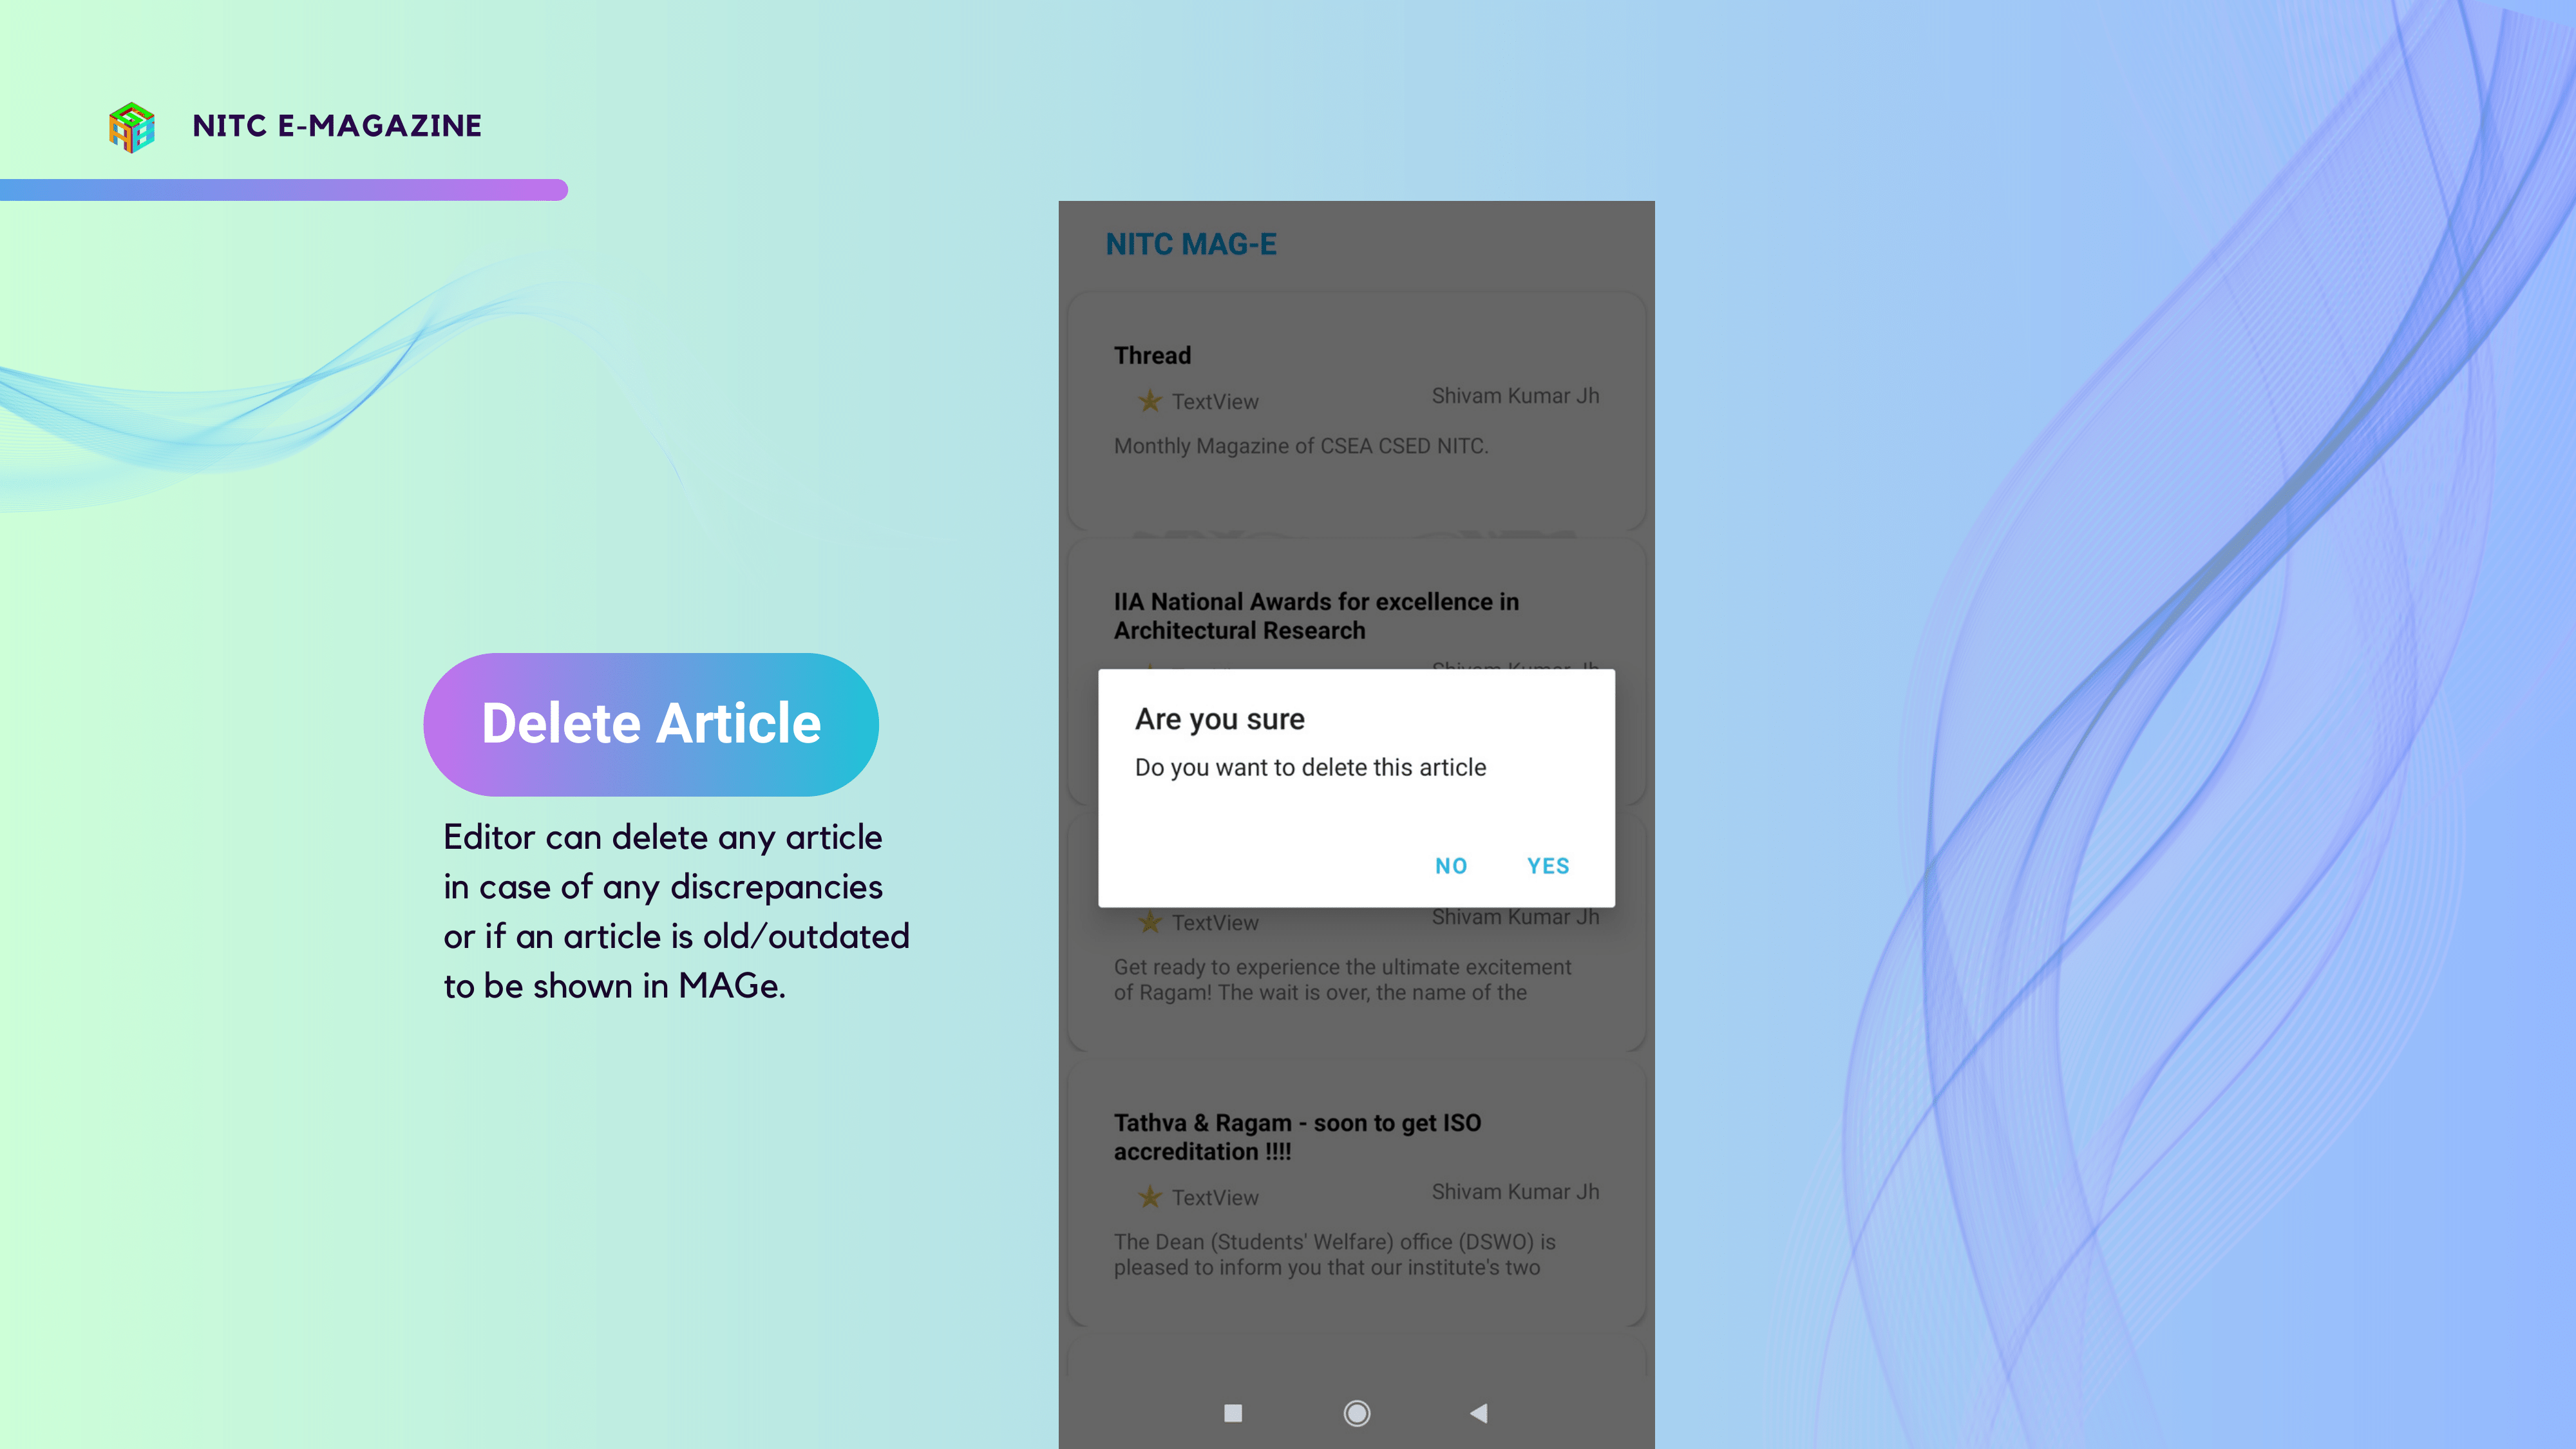 NITC E-MAGAZINE
Delete Article
Editor can delete any article
in case of any discrepancies
or if an article is old/outdated
to be shown in MAGe.
NITC MAG-E
Thread
TextView
Shivam Kumar Jh
Monthly Magazine of CSEA CSED NITC.
IIA National Awards for excellence in
Architectural Research
Shivam Kumar Jh
Are you sure
Do you want to delete this article
NO YES
TextView
Shivam Kumar Jh
Get ready to experience the ultimate excitement
of Ragam! The wait is over, the name of the
Tathva & Ragam - soon to get ISO
accreditation !!!!
TextView
Shivam Kumar Jh
The Dean (Students' Welfare) office (DSWO) is
pleased to inform you that our institute's two